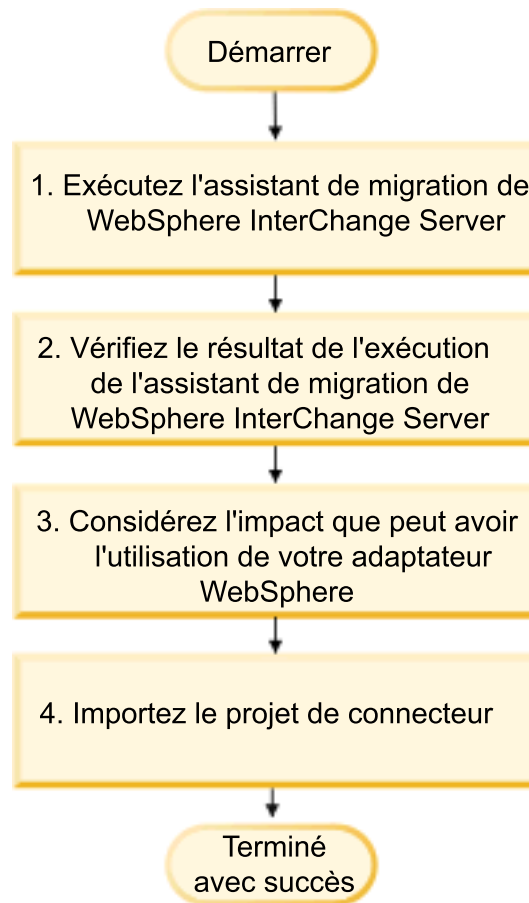 Démarrer
1. Exécutez l'assistant de migration de
WebSphere InterChange Server
2. Vérifiez le résultat de l'exécution
de l'assistant de migration de
WebSphere InterChange Server
3. Considérez l'impact que peut avoir
l'utilisation de votre adaptateur
WebSphere
4. Importez le projet de connecteur
Terminé
avec succès